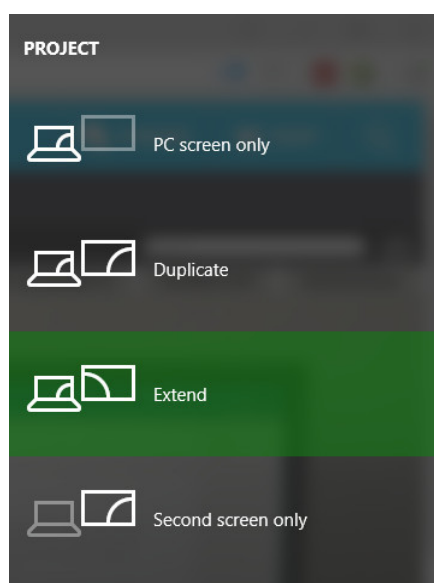 PROJECT
PC screen only
Duplicate
Extend
Second screen only